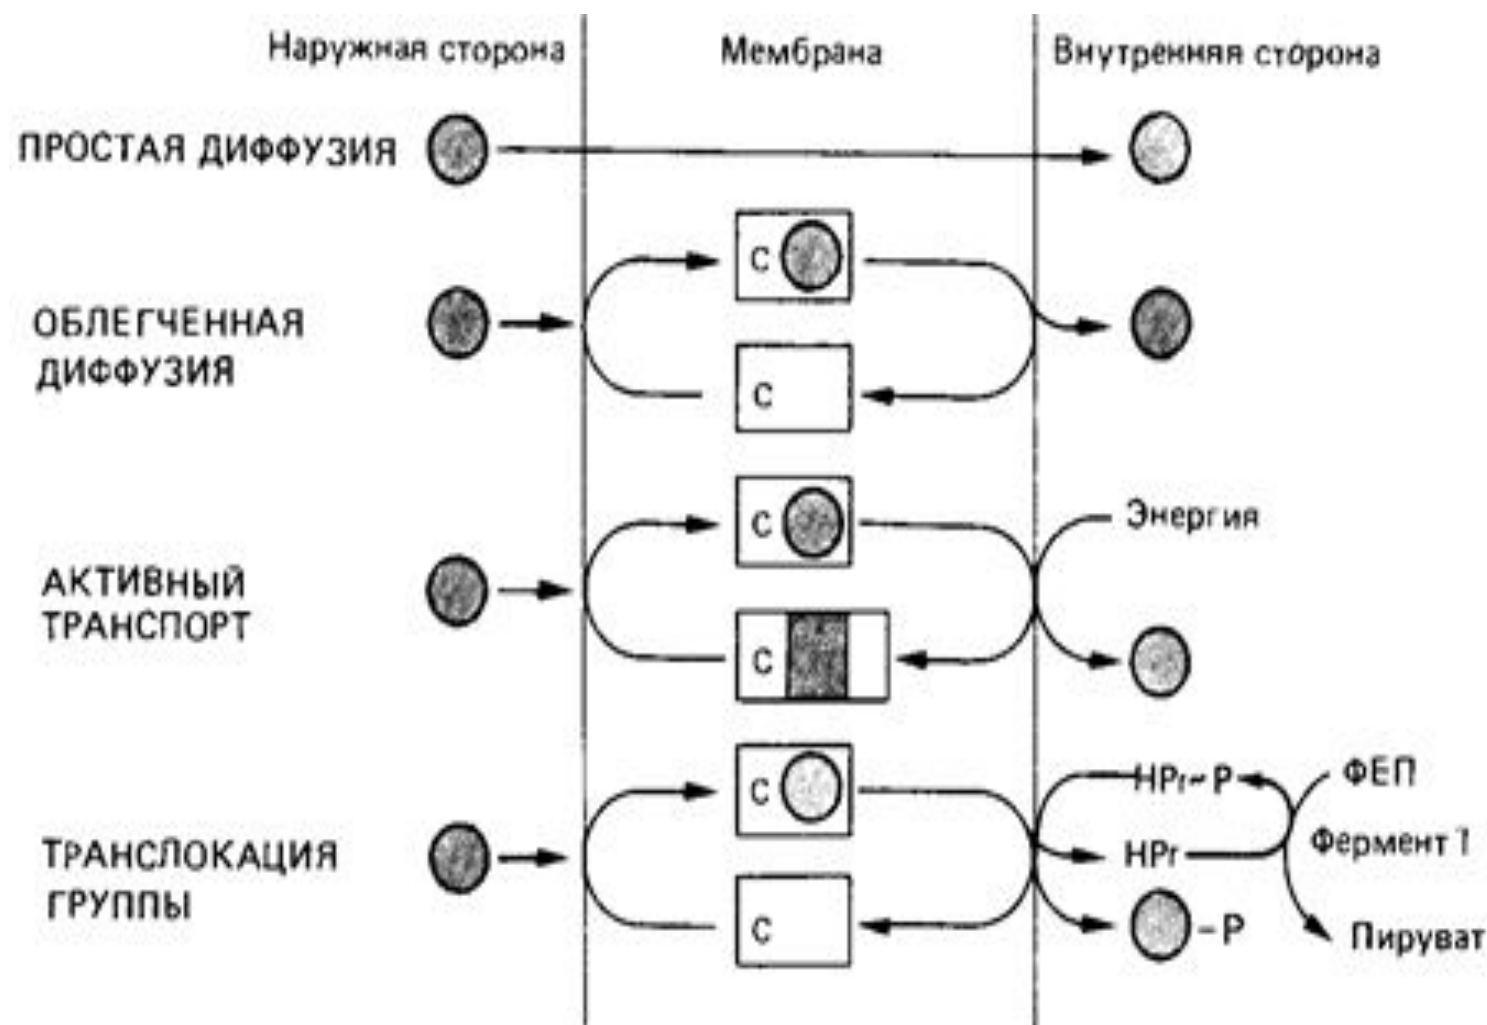 Наружная сторона
Мембрана
Внутренняя сторона
ПРОСТАЯ ДИФФУЗИЯ
С
ОБЛЕГЧЕННАЯ
ДИФФУЗИЯ
С
С
Энергия
АКТИВНЫЙ
ТРАНСПОРТ
С
С
HPr~P
ФЕП
ТРАНСЛОКАЦИЯ
ГРУППЫ
HPr
Фермент I
С
-P
Пируват